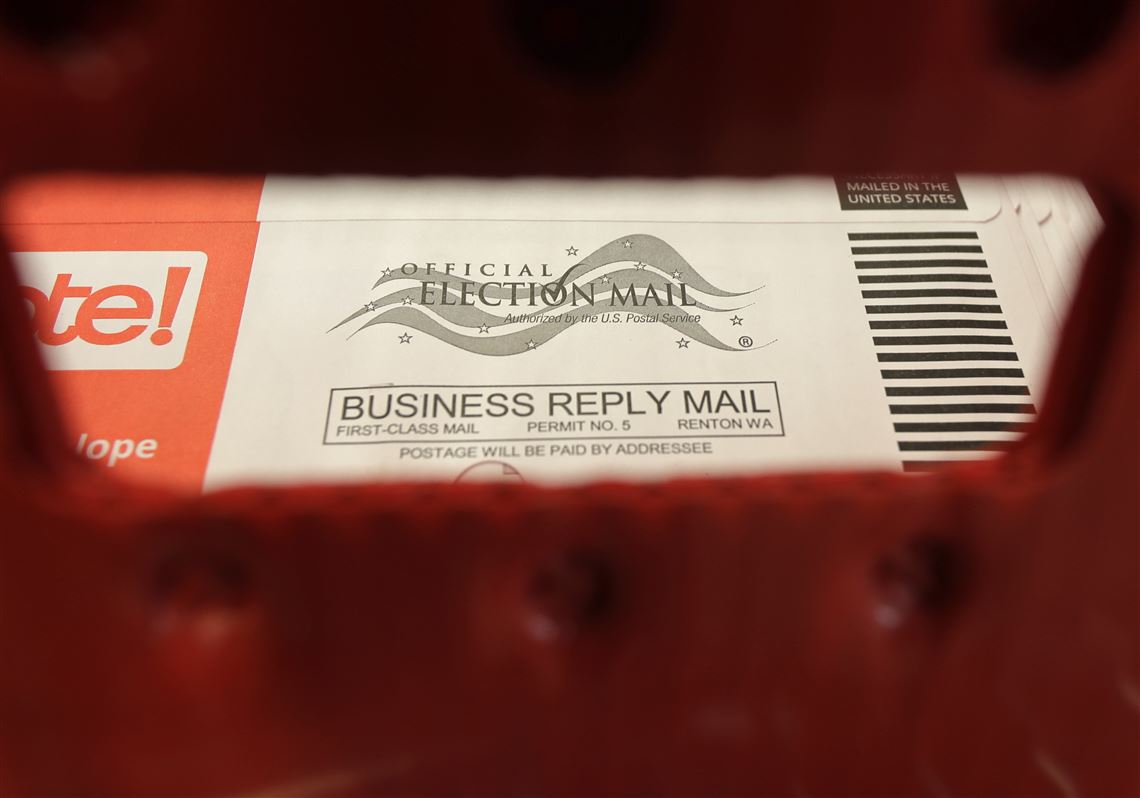 MAILED IN THE
UNITED STATES
OFFICIAL
ELECTION MAIL
Authorized by the U.S. Postal Service
®
ote!
BUSINESS REPLY MAIL
FIRST-CLASS MAIL PERMIT NO. 5 RENTON WA
POSTAGE WILL BE PAID BY ADDRESSEE
lope